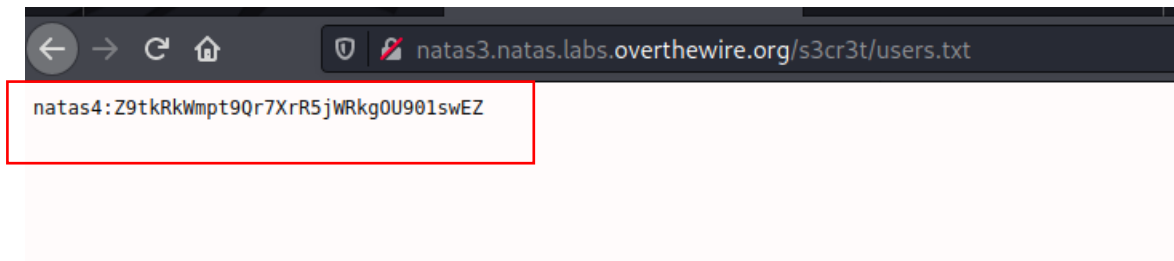 natas3.natas.labs.overthewire.org/s3cr3t/users.txt
natas4:Z9tkRkWmpt9Qr7XrR5jWRkgOU901swEZ